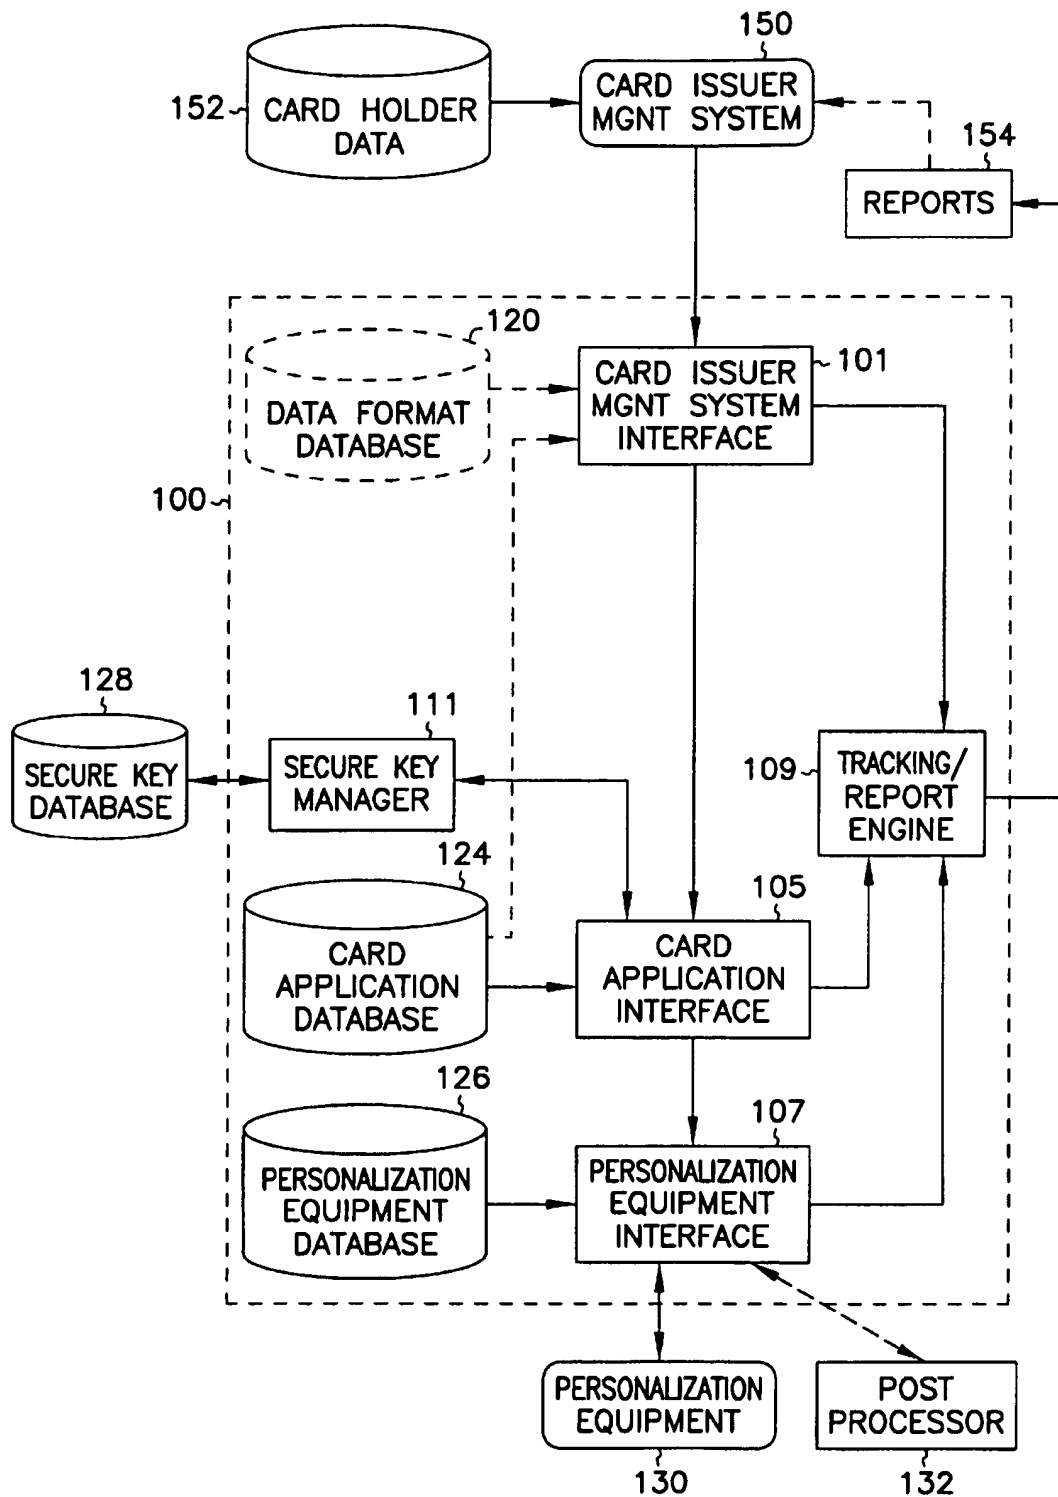 150
152
CARD HOLDER
DATA
CARD ISSUER
MGNT SYSTEM
154
REPORTS
120
DATA FORMAT
DATABASE
CARD ISSUER
MGNT SYSTEM
INTERFACE
101
100
128
SECURE KEY
DATABASE
111
SECURE KEY
MANAGER
109
TRACKING/
REPORT
ENGINE
124
CARD
APPLICATION
DATABASE
105
CARD
APPLICATION
INTERFACE
126
PERSONALIZATION
EQUIPMENT
DATABASE
107
PERSONALIZATION
EQUIPMENT
INTERFACE
PERSONALIZATION
EQUIPMENT
130
POST
PROCESSOR
132